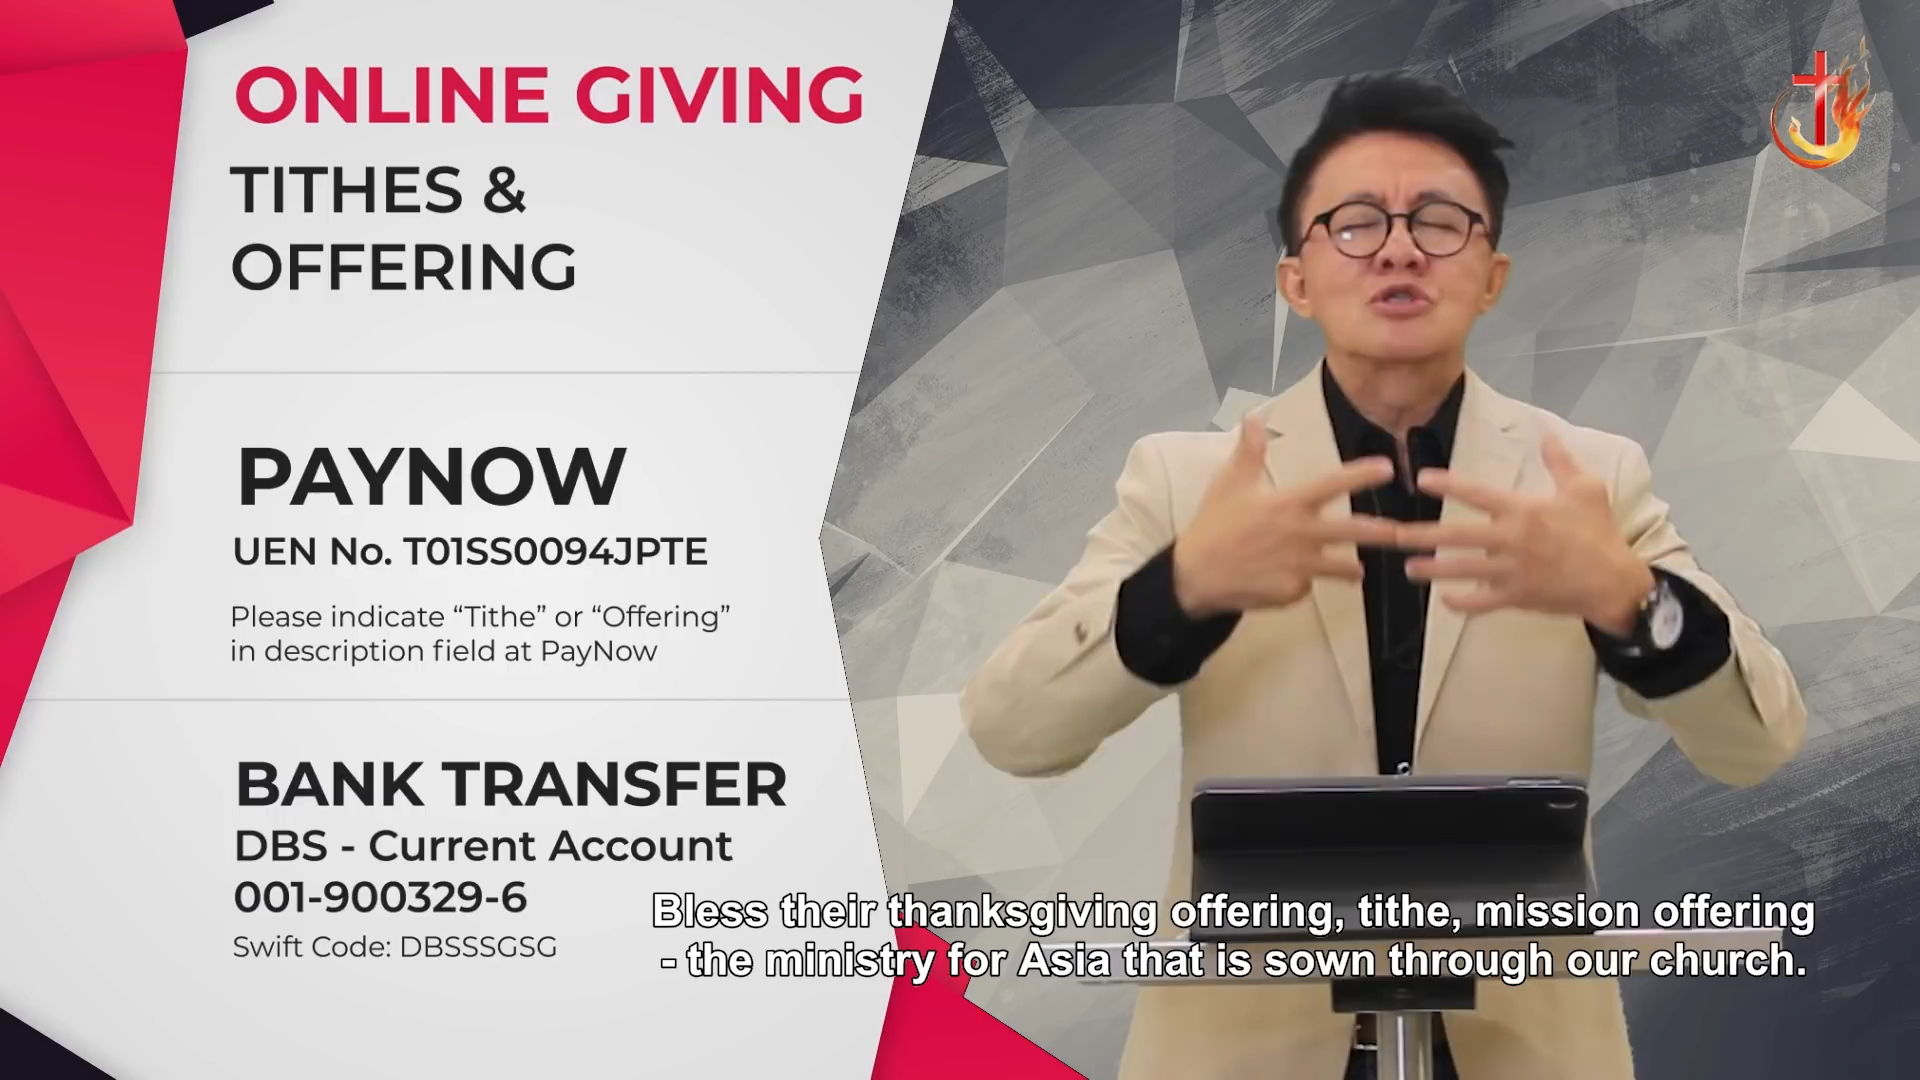 ONLINE GIVING
TITHES &
OFFERING
PAYNOW
UEN No. T01SS0094JPTE
Please indicate “Tithe” or “Offering”
in description field at PayNow
BANK TRANSFER
DBS - Current Account
001-900329-6
Swift Code: DBSSSGSG
Bless their thanksgiving offering, tithe, mission offering
- the ministry for Asia that is sown through our church.